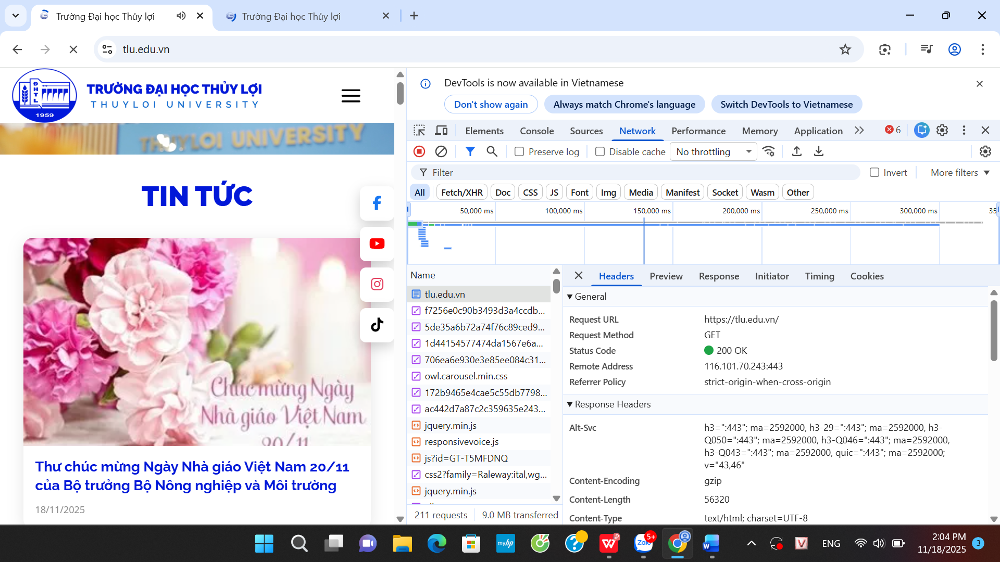 Trường Đại học Thủy lợi
Trường Đại học Thủy lợi
tlu.edu.vn
ĐHTL
1959
TRƯỜNG ĐẠI HỌC THỦY LỢI
THUYLOI UNIVERSITY
THUYLOI UNIVERSITY
TIN TỨC
Chúc mừng Ngày
Nhà giáo Việt Nam
20/11
Thư chúc mừng Ngày Nhà giáo Việt Nam 20/11
của Bộ trưởng Bộ Nông nghiệp và Môi trường
18/11/2025
DevTools is now available in Vietnamese
Don't show again
Always match Chrome's language
Switch DevTools to Vietnamese
Elements
Console
Sources
Network
Performance
Memory
Application
6
Preserve log
Disable cache
No throttling
Filter
Invert
More filters
All
Fetch/XHR
Doc
CSS
JS
Font
Img
Media
Manifest
Socket
Wasm
Other
50,000 ms
100,000 ms
150,000 ms
200,000 ms
250,000 ms
300,000 ms
35
Name
tlu.edu.vn
f7256e0c90b3493d3a4ccdb...
5de35a6b72a74f76c89ced9...
1d44154577474da1567e6a...
706ea6e930e3e85ee084c31...
owl.carousel.min.css
172b9465e4cae5c55db7798...
ac442d7a87c2c359635e243...
jquery.min.js
responsivevoice.js
js?id=GT-T5MFDNQ
css2?family=Raleway:ital,wg...
jquery.min.js
211 requests
9.0 MB transferred
Headers
Preview
Response
Initiator
Timing
Cookies
General
Request URL
https://tlu.edu.vn/
Request Method
GET
Status Code
200 OK
Remote Address
116.101.70.243:443
Referrer Policy
strict-origin-when-cross-origin
Response Headers
Alt-Svc
h3=":443"; ma=2592000, h3-29=":443"; ma=2592000, h3-
Q050=":443"; ma=2592000, h3-Q046=":443"; ma=2592000,
h3-Q043=":443"; ma=2592000, quic=":443"; ma=2592000;
v="43,46"
Content-Encoding
gzip
Content-Length
56320
Content-Type
text/html; charset=UTF-8
myhp
Zalo
5+
W
ENG
2:04 PM
11/18/2025
3